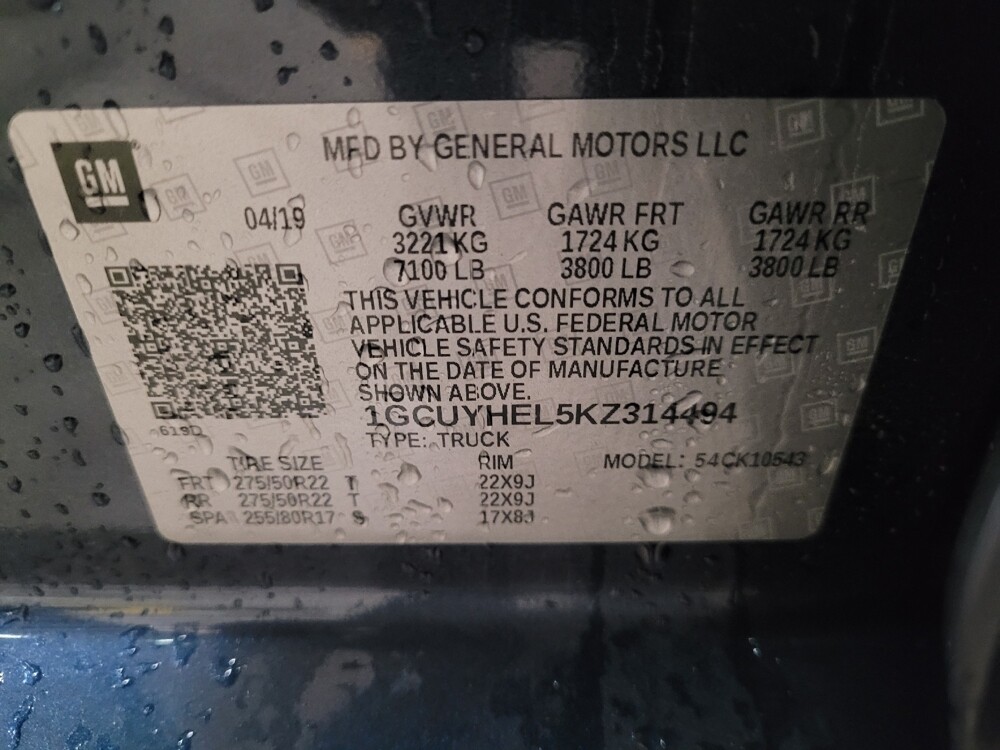 GM
MFD BY GENERAL MOTORS LLC
04/19 GVWR GAWR FRT GAWR RR
3221 KG 1724 KG 1724 KG
7100 LB 3800 LB 3800 LB
THIS VEHICLE CONFORMS TO ALL
APPLICABLE U.S. FEDERAL MOTOR
VEHICLE SAFETY STANDARDS IN EFFECT
ON THE DATE OF MANUFACTURE
SHOWN ABOVE.
1GCUYHEL5KZ314494
619D TYPE: TRUCK
TIRE SIZE RIM MODEL: 54CK10543
FRT 275/50R22 T 22X9J
RR 275/50R22 T 22X9J
SPA 255/80R17 S 17X8J